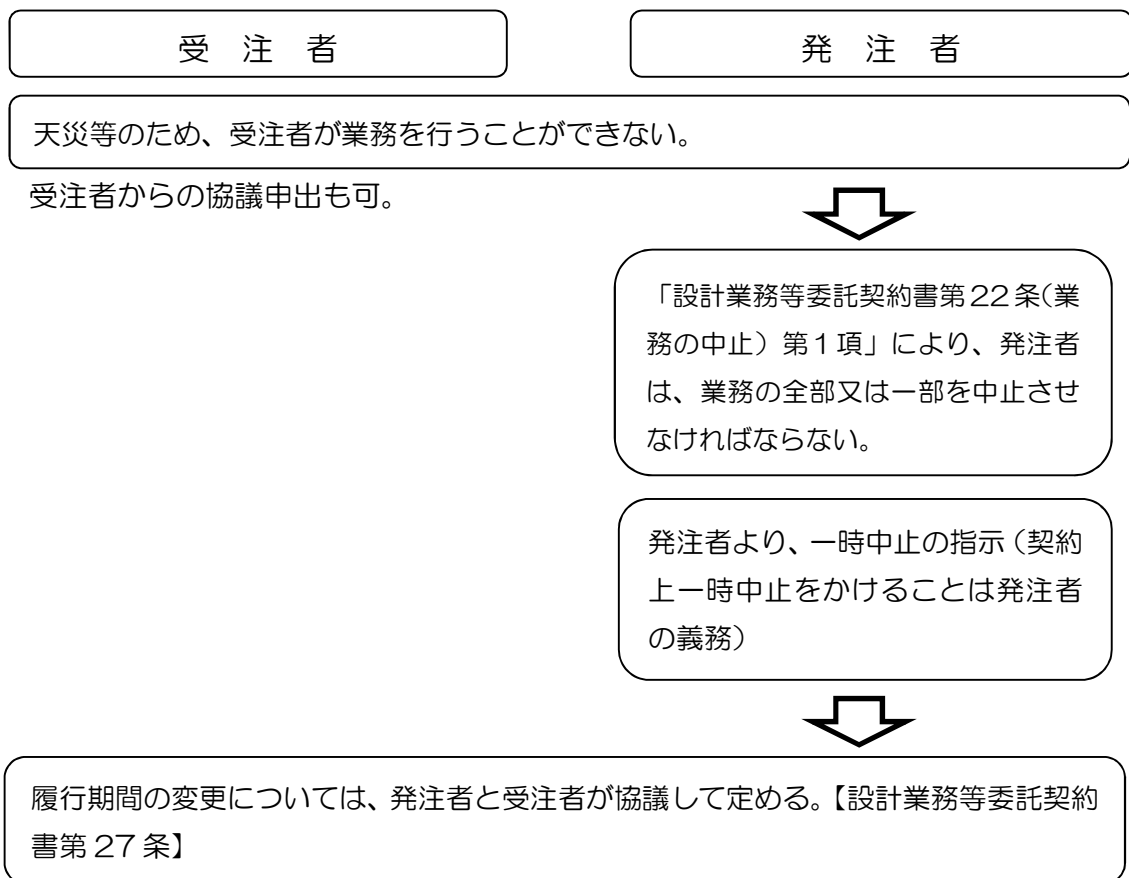 受 注 者
発 注 者
天災等のため、受注者が業務を行うことができない。
受注者からの協議申出も可。
「設計業務等委託契約書第22条(業
務の中止)第1項」により、発注者
は、業務の全部又は一部を中止させ
なければならない。
発注者より、一時中止の指示(契約
上一時中止をかけることは発注者
の義務)
履行期間の変更については、発注者と受注者が協議して定める。【設計業務等委託契約
書第 27 条】